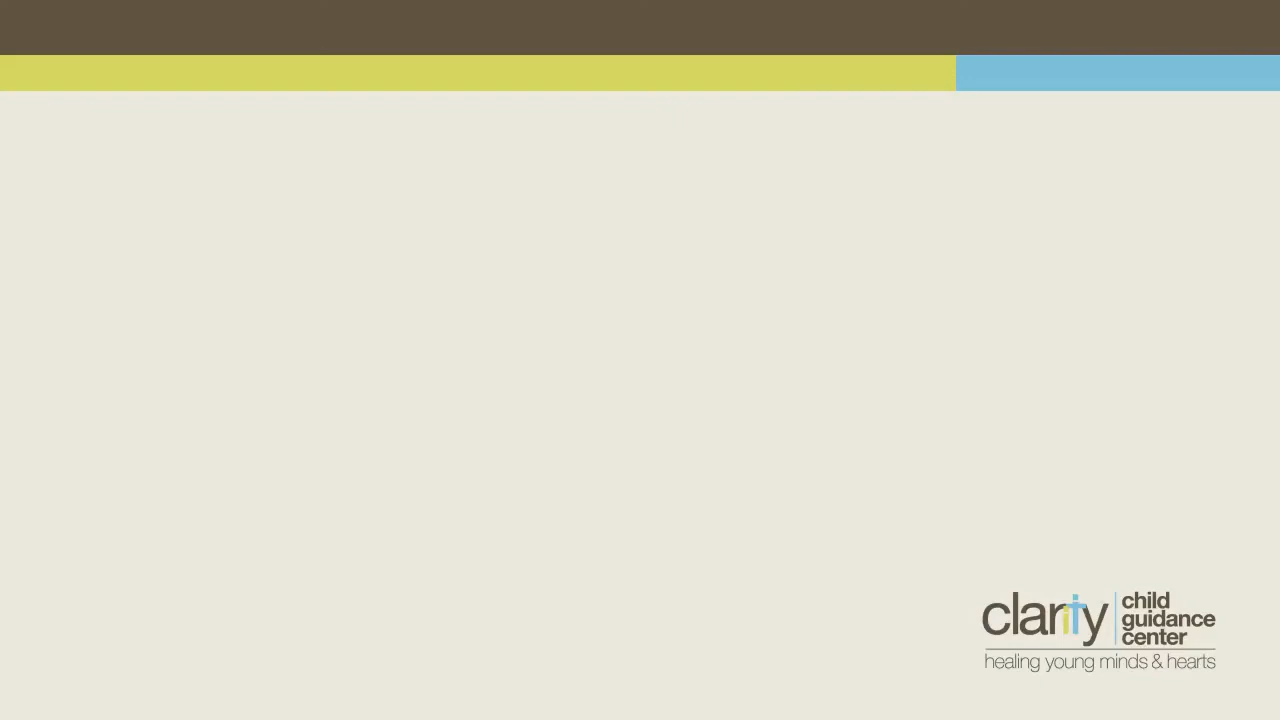 clarity
child
guidance
center
healing young minds & hearts